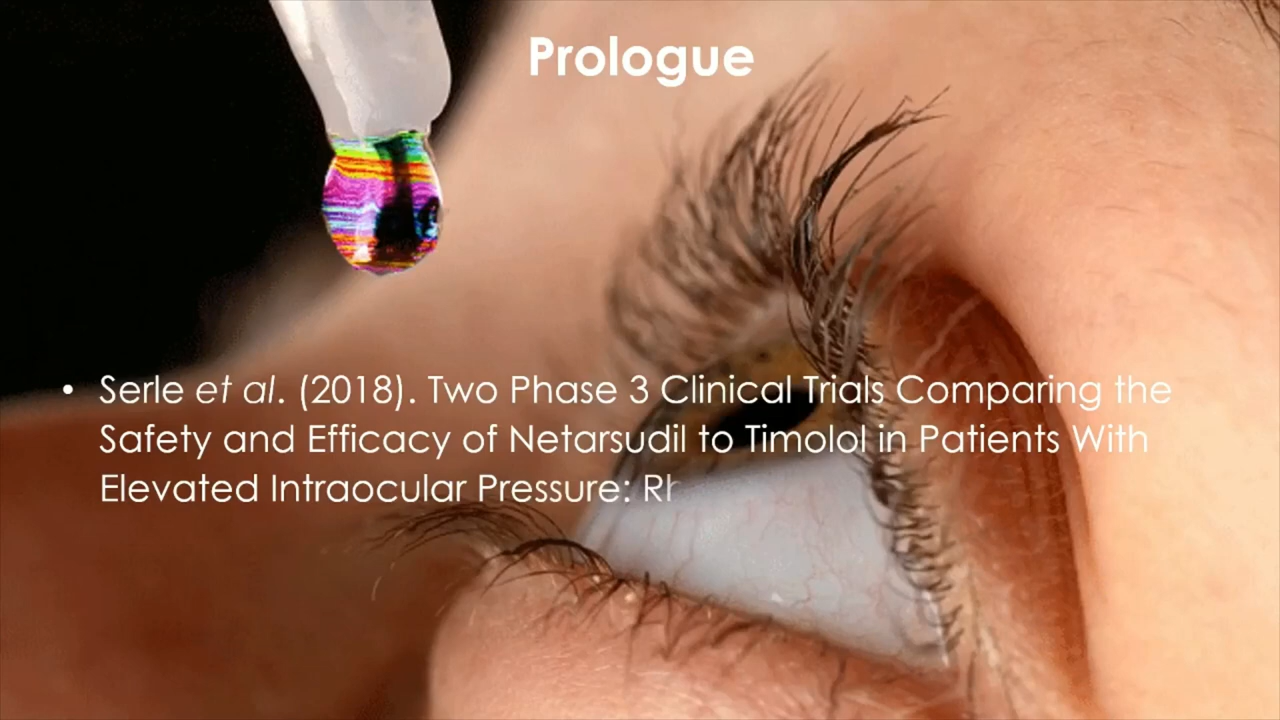 Prologue
• Serle et al. (2018). Two Phase 3 Clinical Trials Comparing the
Safety and Efficacy of Netarsudil to Timolol in Patients With
Elevated Intraocular Pressure: Rh